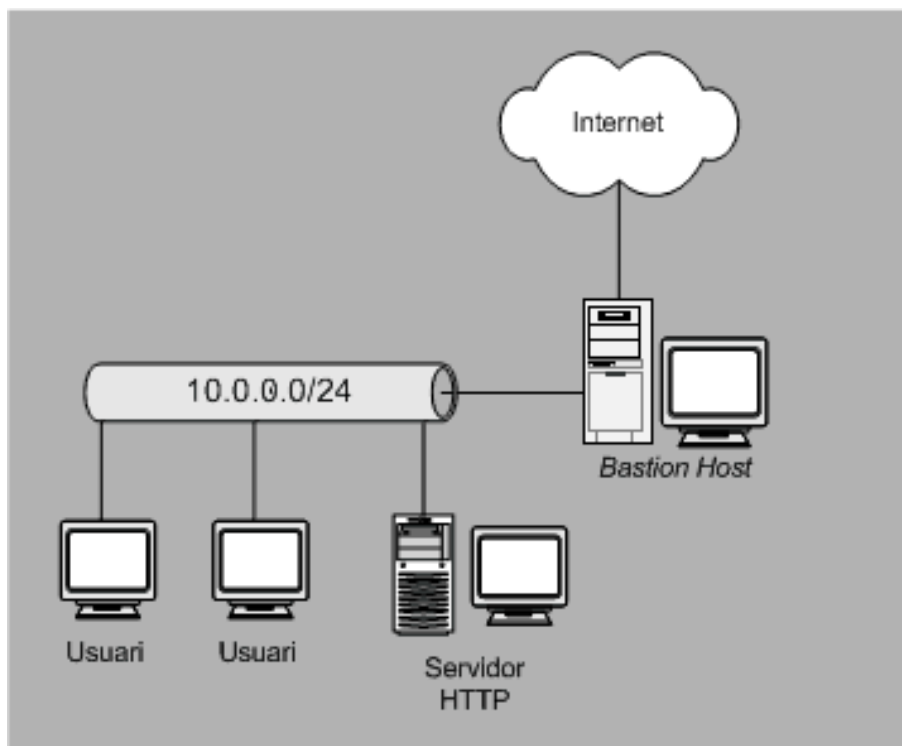 Internet
10.0.0.0/24
Bastion Host
Usuari
Usuari
Servidor
HTTP